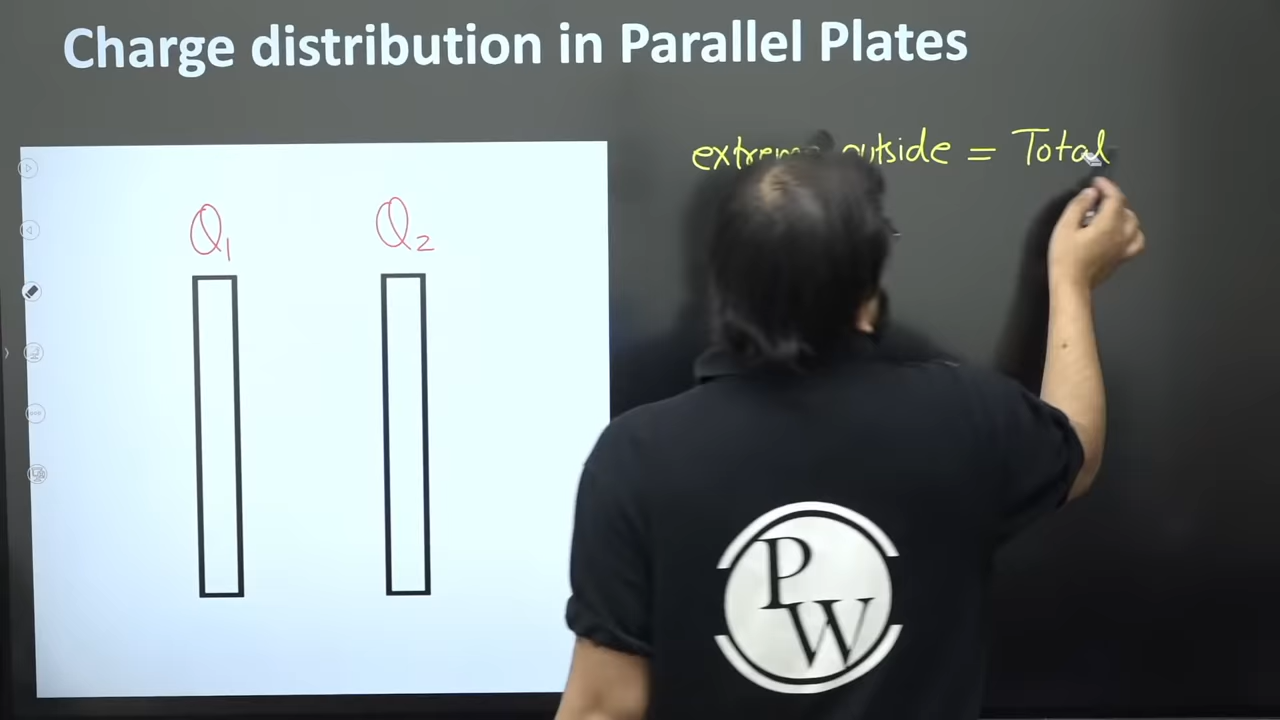 Charge distribution in Parallel Plates
outside = Total
Q₁
Q₂
PW